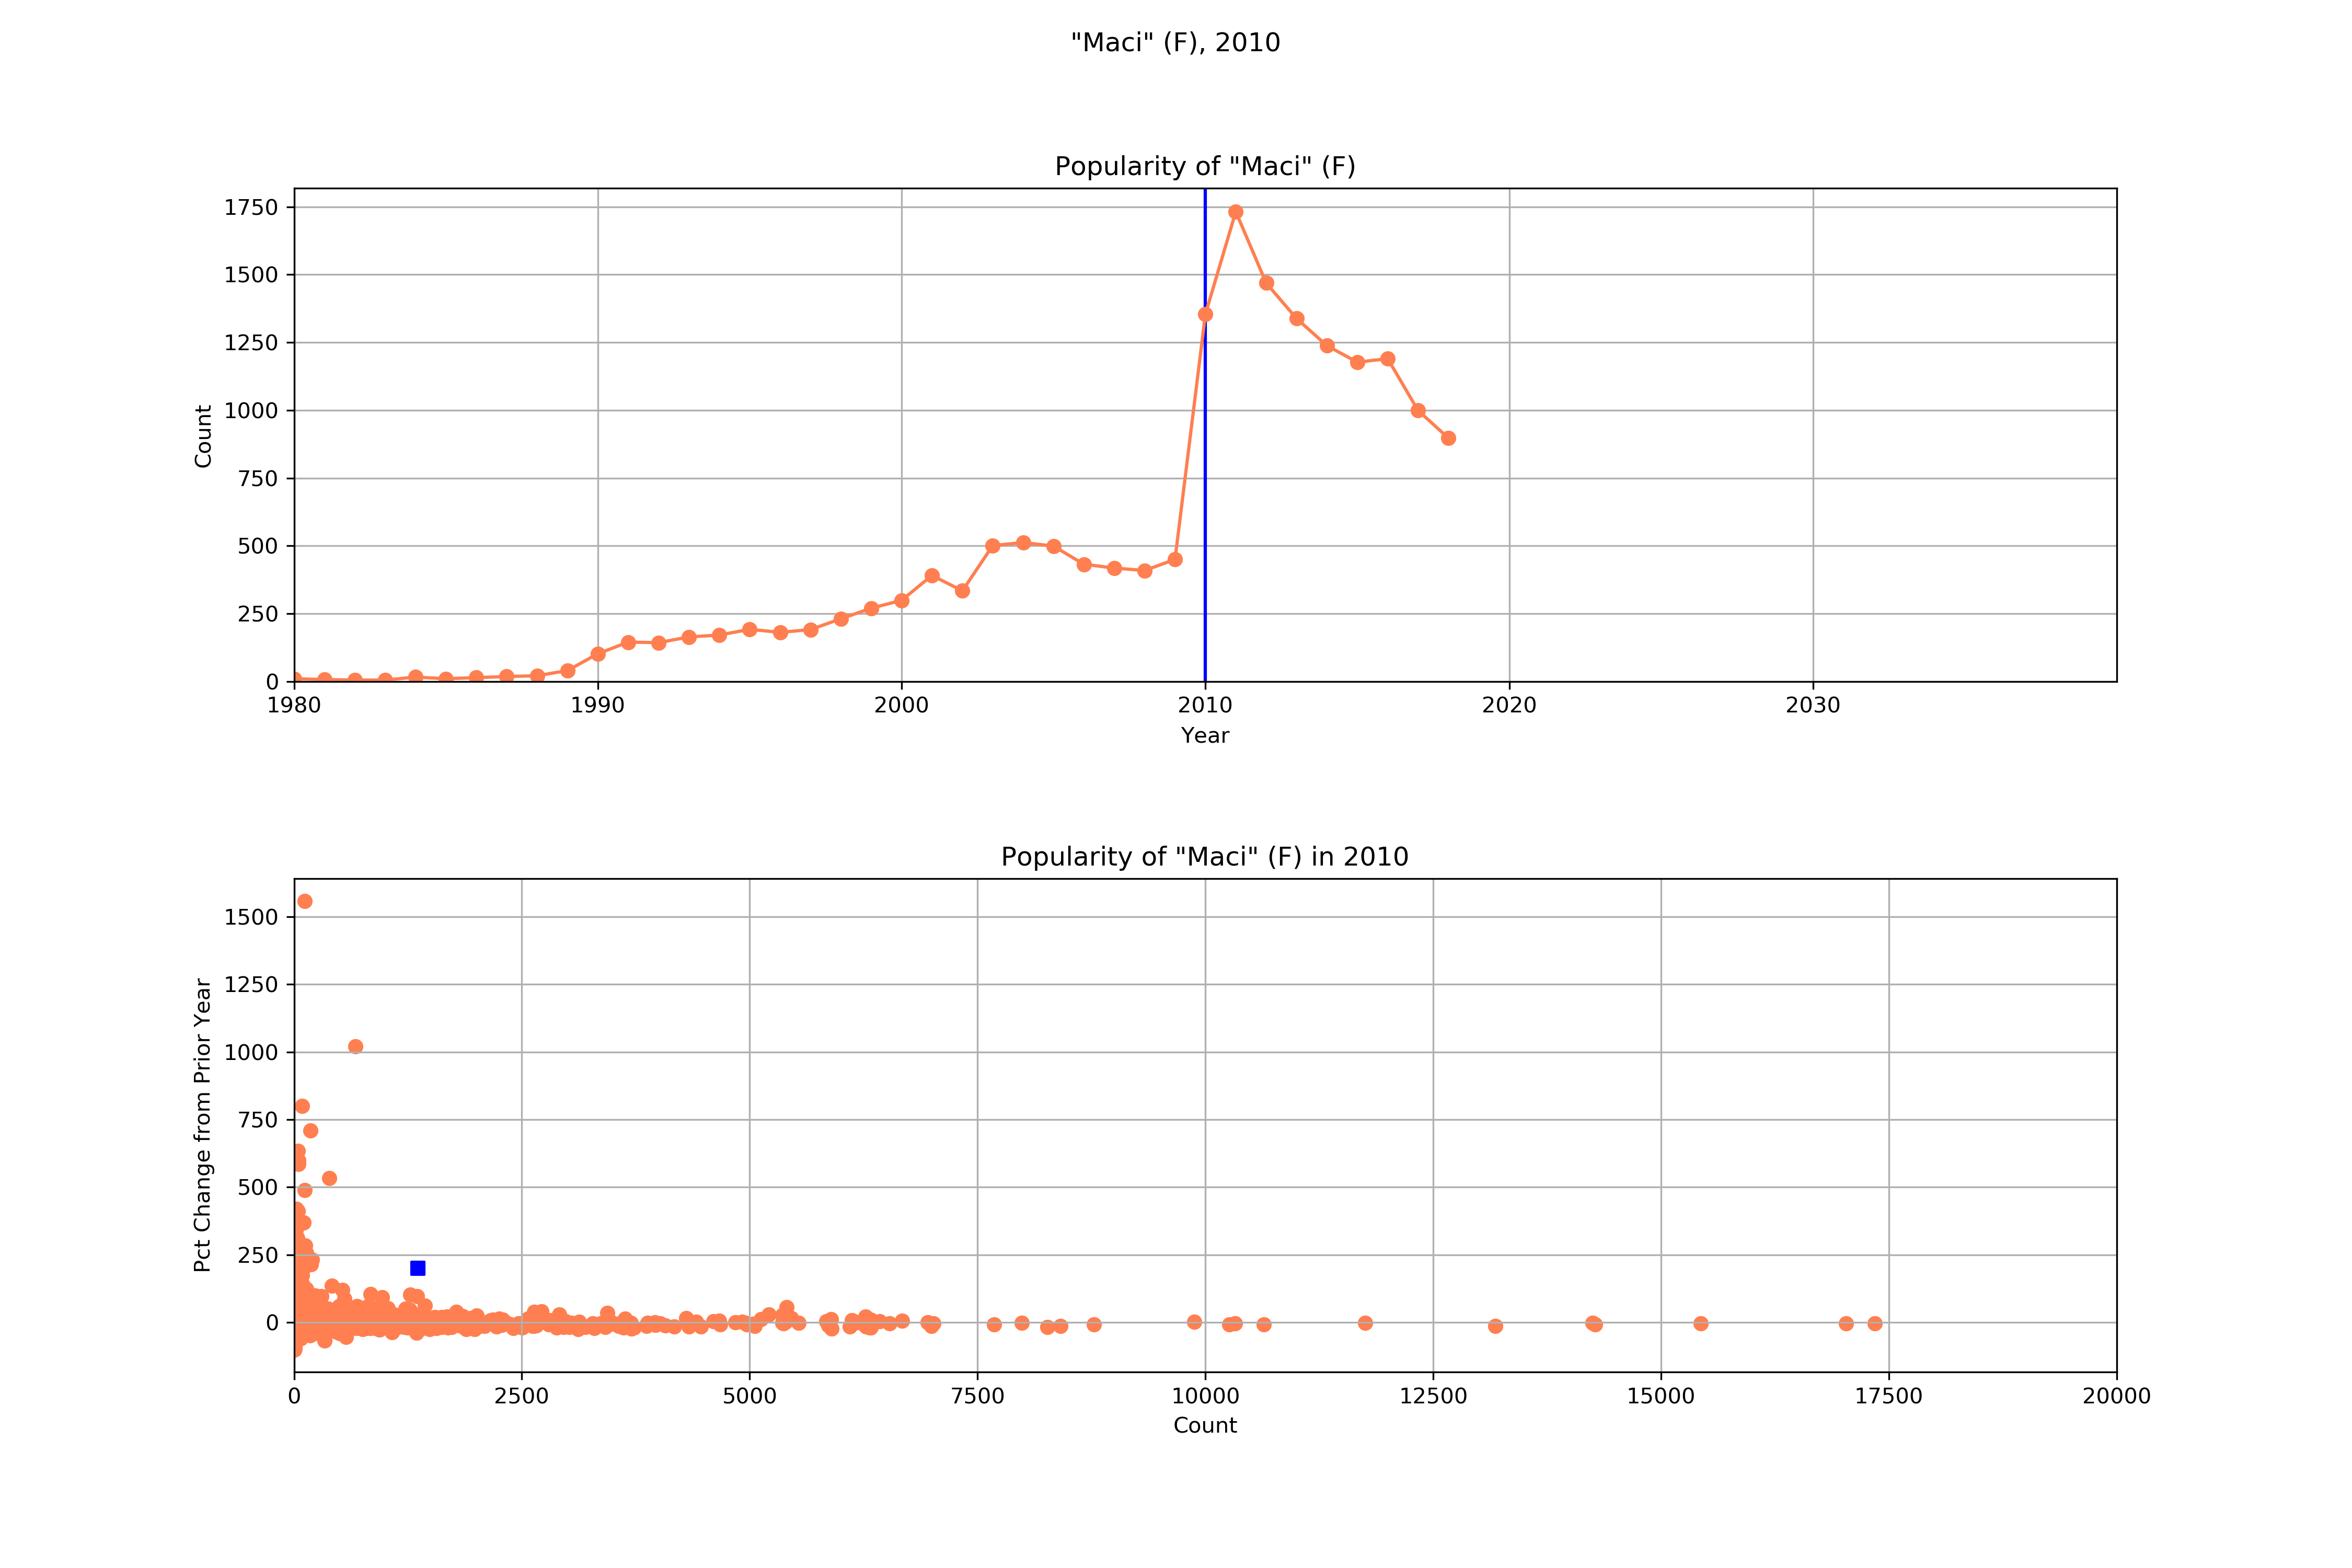 "Maci" (F), 2010
Popularity of "Maci" (F)
1750
1500
1250
1000
750
500
250
0
Count
1980 1990 2000 2010 2020 2030
Year
Popularity of "Maci" (F) in 2010
1500
1250
1000
750
500
250
0
Pct Change from Prior Year
0 2500 5000 7500 10000 12500 15000 17500 20000
Count